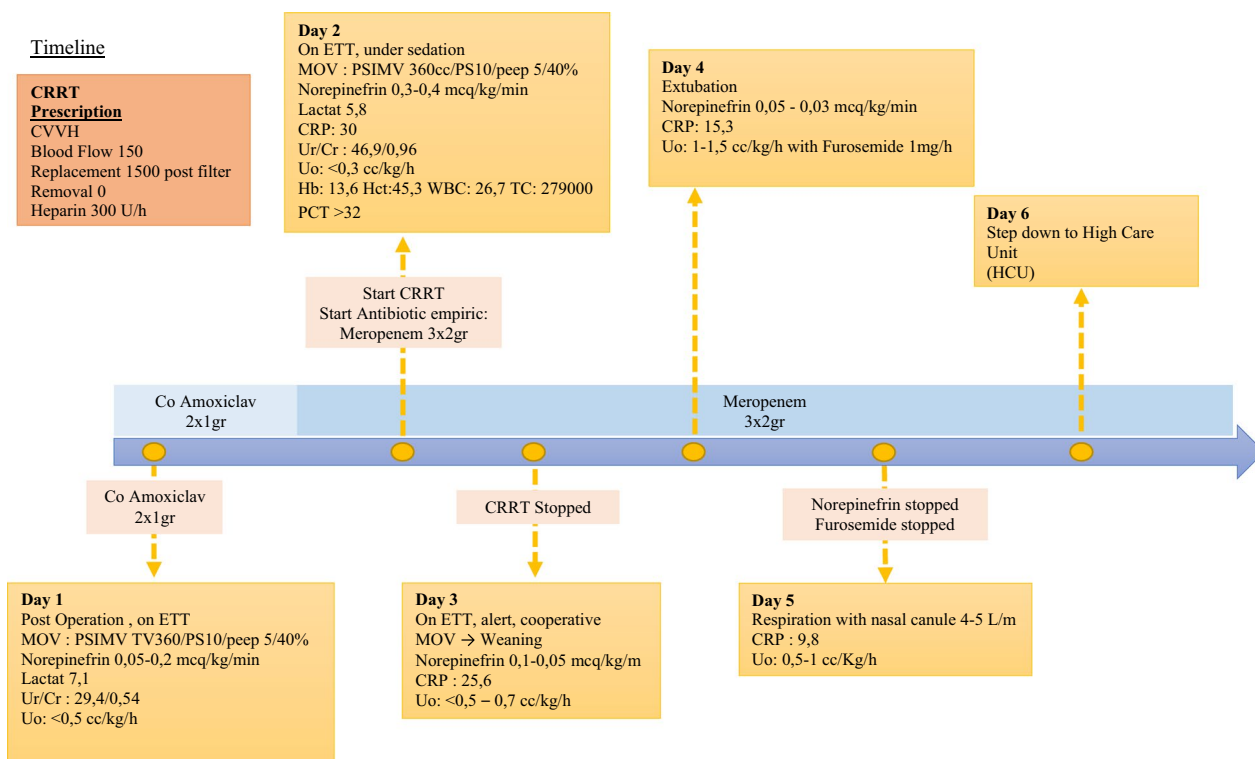 Timeline
CRRT
Prescription
CVVH
Blood Flow 150
Replacement 1500 post filter
Removal 0
Heparin 300 U/h
Day 2
On ETT, under sedation
MOV : PSIMV 360cc/PS10/peep 5/40%
Norepinefrin 0,3-0,4 mcq/kg/min
Lactat 5,8
CRP: 30
Ur/Cr : 46,9/0,96
Uo: <0,3 cc/kg/h
Hb: 13,6 Hct:45,3 WBC: 26,7 TC: 279000
PCT >32
Day 4
Extubation
Norepinefrin 0,05 - 0,03 mcq/kg/min
CRP: 15,3
Uo: 1-1,5 cc/kg/h with Furosemide 1mg/h
Day 6
Step down to High Care
Unit
(HCU)
Start CRRT
Start Antibiotic empiric:
Meropenem 3x2gr
Co Amoxiclav
2x1gr
Meropenem
3x2gr
Co Amoxiclav
2x1gr
CRRT Stopped
Norepinefrin stopped
Furosemide stopped
Day 1
Post Operation , on ETT
MOV : PSIMV TV360/PS10/peep 5/40%
Norepinefrin 0,05-0,2 mcq/kg/min
Lactat 7,1
Ur/Cr : 29,4/0,54
Uo: <0,5 cc/kg/h
Day 3
On ETT, alert, cooperative
MOV → Weaning
Norepinefrin 0,1-0,05 mcq/kg/m
CRP : 25,6
Uo: <0,5 – 0,7 cc/kg/h
Day 5
Respiration with nasal canule 4-5 L/m
CRP : 9,8
Uo: 0,5-1 cc/Kg/h